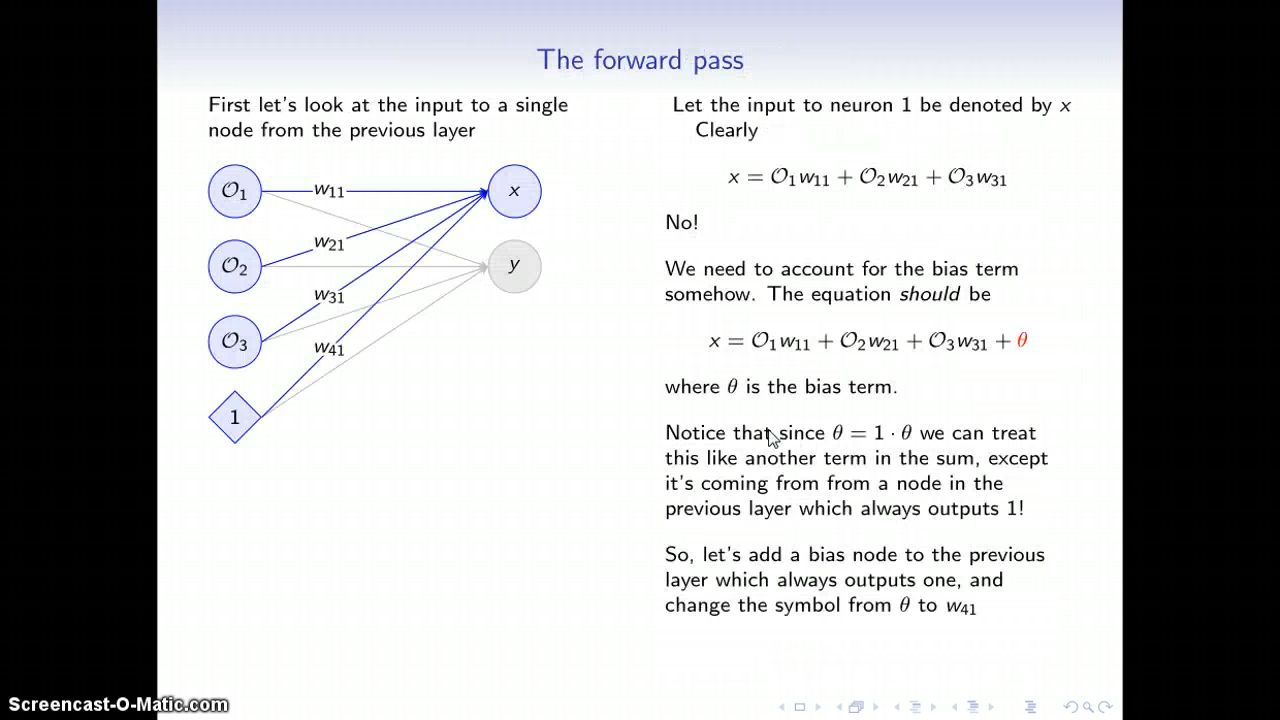 The forward pass
First let's look at the input to a single
node from the previous layer
𝒪₁
w₁₁
x
𝒪₂
w₂₁
y
w₃₁
𝒪₃
w₄₁
1
Let the input to neuron 1 be denoted by x
Clearly
x = 𝒪₁w₁₁ + 𝒪₂w₂₁ + 𝒪₃w₃₁
No!
We need to account for the bias term
somehow. The equation should be
x = 𝒪₁w₁₁ + 𝒪₂w₂₁ + 𝒪₃w₃₁ + θ
where θ is the bias term.
Notice that since θ = 1 · θ we can treat
this like another term in the sum, except
it's coming from from a node in the
previous layer which always outputs 1!
So, let's add a bias node to the previous
layer which always outputs one, and
change the symbol from θ to w₄₁
Screencast-O-Matic.com